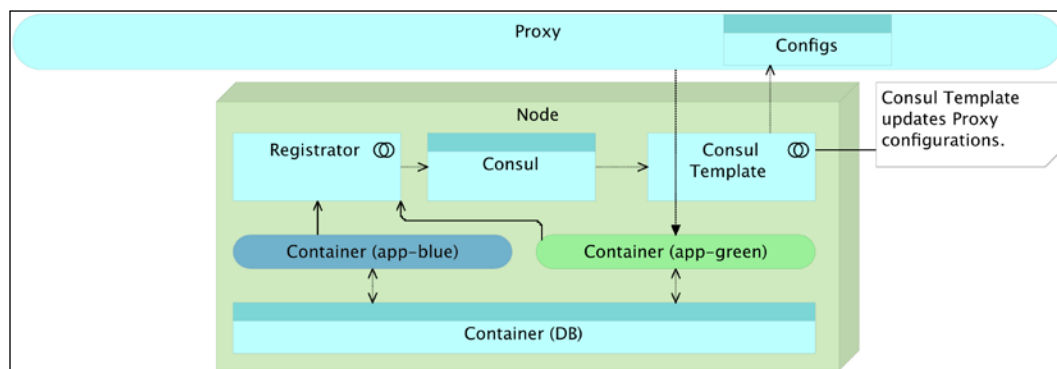 Proxy
Configs
Consul Template
updates Proxy
configurations.
Node
Registrator
Consul
Consul
Template
Container (app-blue)
Container (app-green)
Container (DB)